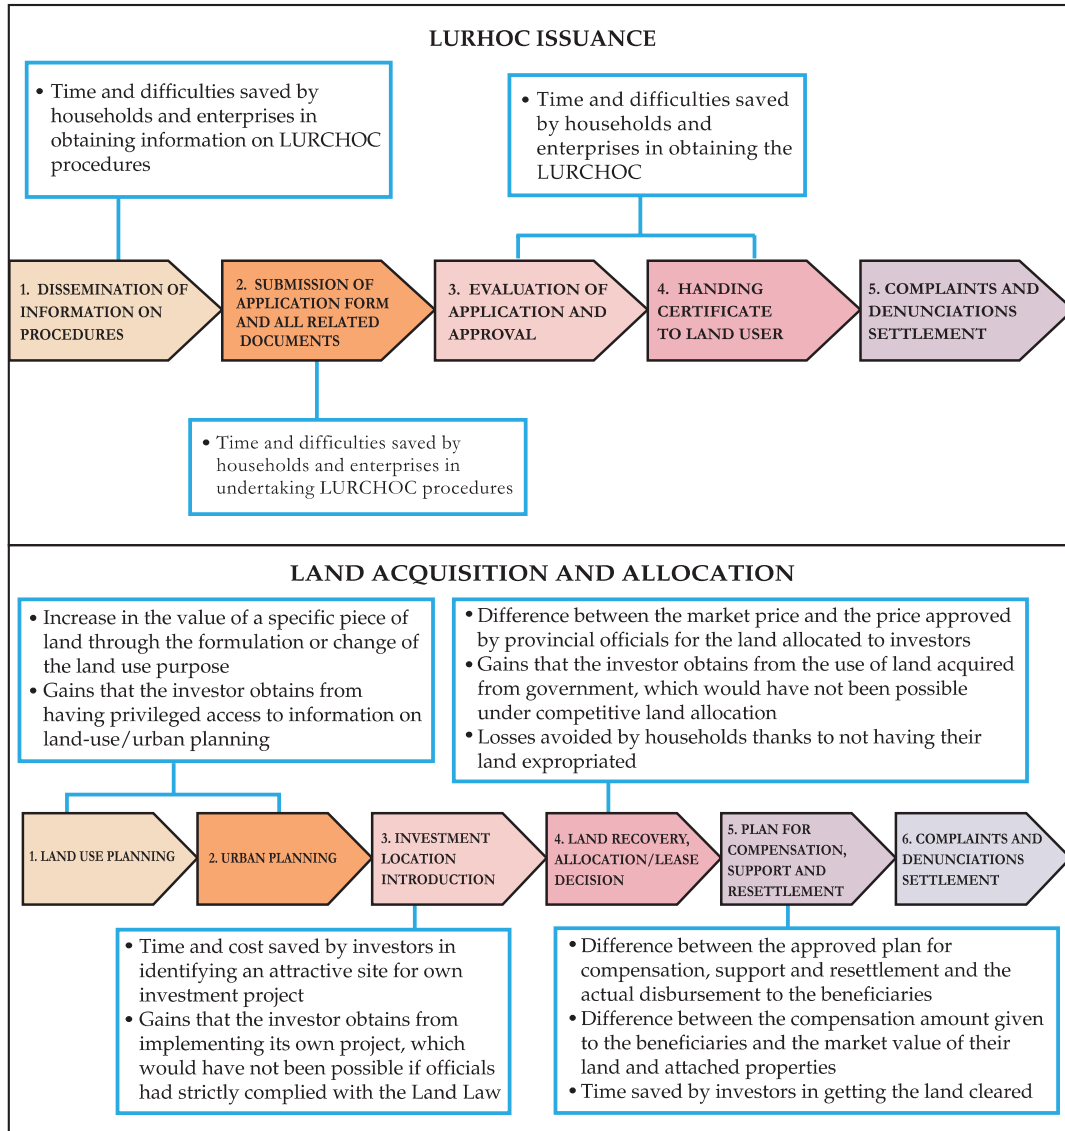 LURHOC ISSUANCE
• Time and difficulties saved by
households and enterprises in
obtaining information on LURCHOC
procedures
• Time and difficulties saved
by households and
enterprises in obtaining the
LURCHOC
1. DISSEMINATION OF
INFORMATION ON
PROCEDURES
2. SUBMISSION OF
APPLICATION FORM
AND ALL RELATED
DOCUMENTS
3. EVALUATION OF
APPLICATION AND
APPROVAL
4. HANDING
CERTIFICATE
TO LAND USER
5. COMPLAINTS AND
DENUNCIATIONS
SETTLEMENT
• Time and difficulties saved by
households and enterprises in
undertaking LURCHOC procedures
LAND ACQUISITION AND ALLOCATION
• Increase in the value of a specific piece of
land through the formulation or change of
the land use purpose
• Gains that the investor obtains from
having privileged access to information on
land-use/urban planning
• Difference between the market price and the price approved
by provincial officials for the land allocated to investors
• Gains that the investor obtains from the use of land acquired
from government, which would have not been possible
under competitive land allocation
• Losses avoided by households thanks to not having their
land expropriated
1. LAND USE PLANNING
2. URBAN PLANNING
3. INVESTMENT
LOCATION
INTRODUCTION
4. LAND RECOVERY,
ALLOCATION/LEASE
DECISION
5. PLAN FOR
COMPENSATION,
SUPPORT AND
RESETTLEMENT
6. COMPLAINTS AND
DENUNCIATIONS
SETTLEMENT
• Time and cost saved by investors in
identifying an attractive site for own
investment project
• Gains that the investor obtains from
implementing its own project, which
would have not been possible if officials
had strictly complied with the Land Law
• Difference between the approved plan for
compensation, support and resettlement and the
actual disbursement to the beneficiaries
• Difference between the compensation amount given
to the beneficiaries and the market value of their
land and attached properties
• Time saved by investors in getting the land cleared